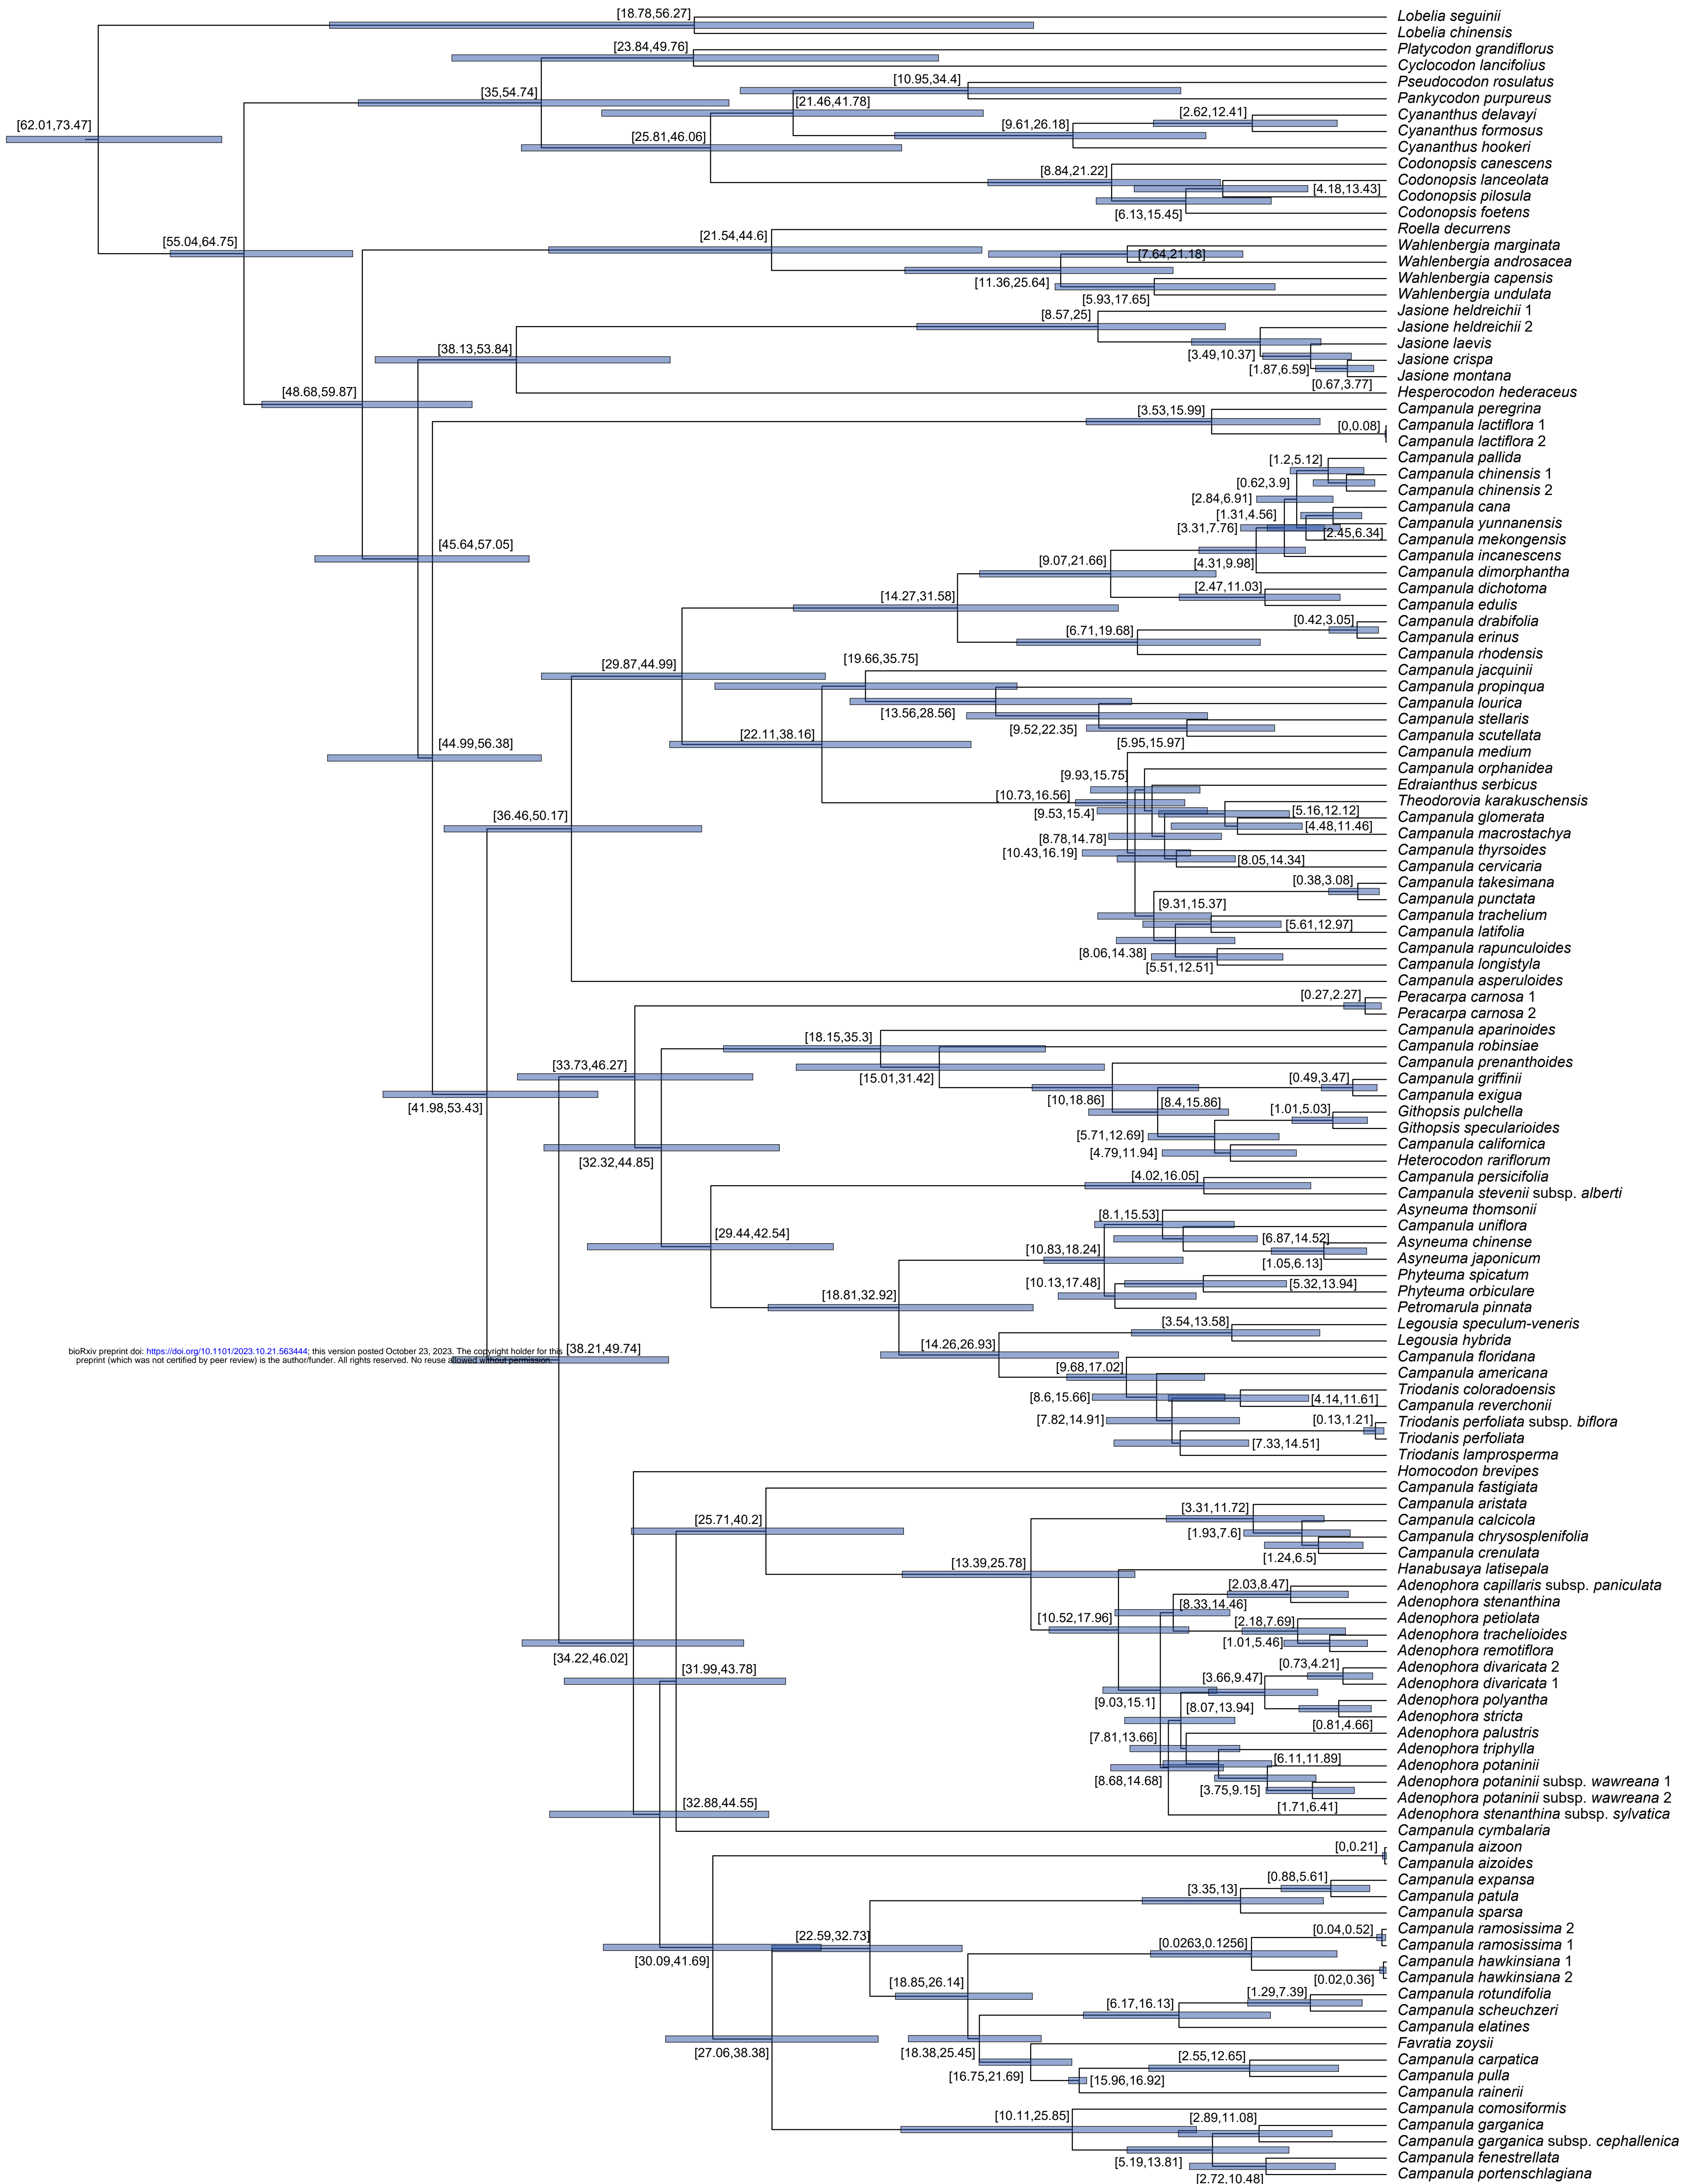 [18.78,56.27]
Lobelia seguinii
Lobelia chinensis
[23.84,49.76]
Platycodon grandiflorus
Cyclocodon lancifolius
[10.95,34.4]
Pseudocodon rosulatus
[35,54.74]
[21.46,41.78]
Pankycodon purpureus
[2.62,12.41]
Cyananthus delavayi
[62.01,73.47]
[9.61,26.18]
Cyananthus formosus
[25.81,46.06]
Cyananthus hookeri
[8.84,21.22]
Codonopsis canescens
Codonopsis lanceolata
[4.18,13.43]
Codonopsis pilosula
[6.13,15.45]
Codonopsis foetens
[55.04,64.75]
[21.54,44.6]
Roella decurrens
Wahlenbergia marginata
[7.64,21.18]
Wahlenbergia androsacea
[11.36,25.64]
Wahlenbergia capensis
[5.93,17.65]
Wahlenbergia undulata
[8.57,25]
Jasione heldreichii 1
Jasione heldreichii 2
[38.13,53.84]
[3.49,10.37]
Jasione laevis
[1.87,6.59]
Jasione crispa
Jasione montana
[0.67,3.77]
[48.68,59.87]
Hesperocodon hederaceus
[3.53,15.99]
Campanula peregrina
[0,0.08]
Campanula lactiflora 1
Campanula lactiflora 2
[1.2,5.12]
Campanula pallida
[0.62,3.9]
Campanula chinensis 1
Campanula chinensis 2
[2.84,6.91]
Campanula cana
[1.31,4.56]
Campanula yunnanensis
[3.31,7.76]
[2.45,6.34]
Campanula mekongensis
[45.64,57.05]
Campanula incanescens
[9.07,21.66]
[4.31,9.98]
Campanula dimorphantha
[2.47,11.03]
Campanula dichotoma
[14.27,31.58]
Campanula edulis
[0.42,3.05]
Campanula drabifolia
[6.71,19.68]
Campanula erinus
Campanula rhodensis
[29.87,44.99]
[19.66,35.75]
Campanula jacquinii
Campanula propinqua
[13.56,28.56]
Campanula lourica
[9.52,22.35]
Campanula stellaris
[44.99,56.38]
[22.11,38.16]
Campanula scutellata
[5.95,15.97]
Campanula medium
[9.93,15.75]
Campanula orphanidea
Edraianthus serbicus
[10.73,16.56]
Theodorovia karakuschensis
[36.46,50.17]
[9.53,15.4]
[5.16,12.12]
Campanula glomerata
[4.48,11.46]
[8.78,14.78]
Campanula macrostachya
[10.43,16.19]
Campanula thyrsoides
[8.05,14.34]
Campanula cervicaria
[0.38,3.08]
Campanula takesimana
Campanula punctata
[9.31,15.37]
Campanula trachelium
[5.61,12.97]
Campanula latifolia
[8.06,14.38]
Campanula rapunculoides
[5.51,12.51]
Campanula longistyla
Campanula asperuloides
[0.27,2.27]
Peracarpa carnosa 1
Peracarpa carnosa 2
[18.15,35.3]
Campanula aparinoides
Campanula robinsiae
[33.73,46.27]
[15.01,31.42]
Campanula prenanthoides
[0.49,3.47]
Campanula griffinii
[41.98,53.43]
[10,18.86]
[8.4,15.86]
Campanula exigua
[1.01,5.03]
Githopsis pulchella
Githopsis specularioides
[5.71,12.69]
Campanula californica
[32.32,44.85]
[4.79,11.94]
Heterocodon rariflorum
[4.02,16.05]
Campanula persicifolia
Campanula stevenii subsp. alberti
[8.1,15.53]
Asyneuma thomsonii
Campanula uniflora
[29.44,42.54]
[6.87,14.52]
Asyneuma chinense
[10.83,18.24]
[1.05,6.13]
Asyneuma japonicum
[10.13,17.48]
Phyteuma spicatum
[5.32,13.94]
Phyteuma orbiculare
[18.81,32.92]
Petromarula pinnata
[3.54,13.58]
Legousia speculum-veneris
[14.26,26.93]
Legousia hybrida
bioRxiv preprint doi: https://doi.org/10.1101/2023.10.21.563444; this version posted October 23, 2023. The copyright holder for this
preprint (which was not certified by peer review) is the author/funder. All rights reserved. No reuse allowed without permission.
[38.21,49.74]
Campanula floridana
[9.68,17.02]
Campanula americana
[8.6,15.66]
Triodanis coloradoensis
[4.14,11.61]
Campanula reverchonii
[7.82,14.91]
[0.13,1.21]
Triodanis perfoliata subsp. biflora
Triodanis perfoliata
[7.33,14.51]
Triodanis lamprosperma
Homocodon brevipes
Campanula fastigiata
[25.71,40.2]
[3.31,11.72]
Campanula aristata
Campanula calcicola
[1.93,7.6]
Campanula chrysosplenifolia
[1.24,6.5]
Campanula crenulata
[13.39,25.78]
Hanabusaya latisepala
[2.03,8.47]
Adenophora capillaris subsp. paniculata
[8.33,14.46]
Adenophora stenanthina
[10.52,17.96]
[2.18,7.69]
Adenophora petiolata
[1.01,5.46]
Adenophora trachelioides
Adenophora remotiflora
[34.22,46.02]
[31.99,43.78]
[0.73,4.21]
Adenophora divaricata 2
[3.66,9.47]
Adenophora divaricata 1
[9.03,15.1]
Adenophora polyantha
[8.07,13.94]
Adenophora stricta
[0.81,4.66]
[7.81,13.66]
Adenophora palustris
Adenophora triphylla
[6.11,11.89]
Adenophora potaninii
[8.68,14.68]
[3.75,9.15]
Adenophora potaninii subsp. wawreana 1
[32.88,44.55]
Adenophora potaninii subsp. wawreana 2
[1.71,6.41]
Adenophora stenanthina subsp. sylvatica
Campanula cymbalaria
[0,0.21]
Campanula aizoon
Campanula aizoides
[0.88,5.61]
Campanula expansa
[3.35,13]
Campanula patula
Campanula sparsa
[22.59,32.73]
[0.04,0.52]
Campanula ramosissima 2
[0.0263,0.1256]
Campanula ramosissima 1
[30.09,41.69]
Campanula hawkinsiana 1
[0.02,0.36]
Campanula hawkinsiana 2
[18.85,26.14]
[1.29,7.39]
Campanula rotundifolia
[6.17,16.13]
Campanula scheuchzeri
Campanula elatines
[27.06,38.38]
[18.38,25.45]
Favratia zoysii
[2.55,12.65]
Campanula carpatica
[16.75,21.69]
[15.96,16.92]
Campanula pulla
Campanula rainerii
[10.11,25.85]
Campanula comosiformis
[2.89,11.08]
Campanula garganica
Campanula garganica subsp. cephallenica
[5.19,13.81]
Campanula fenestrellata
[2.72,10.48]
Campanula portenschlagiana